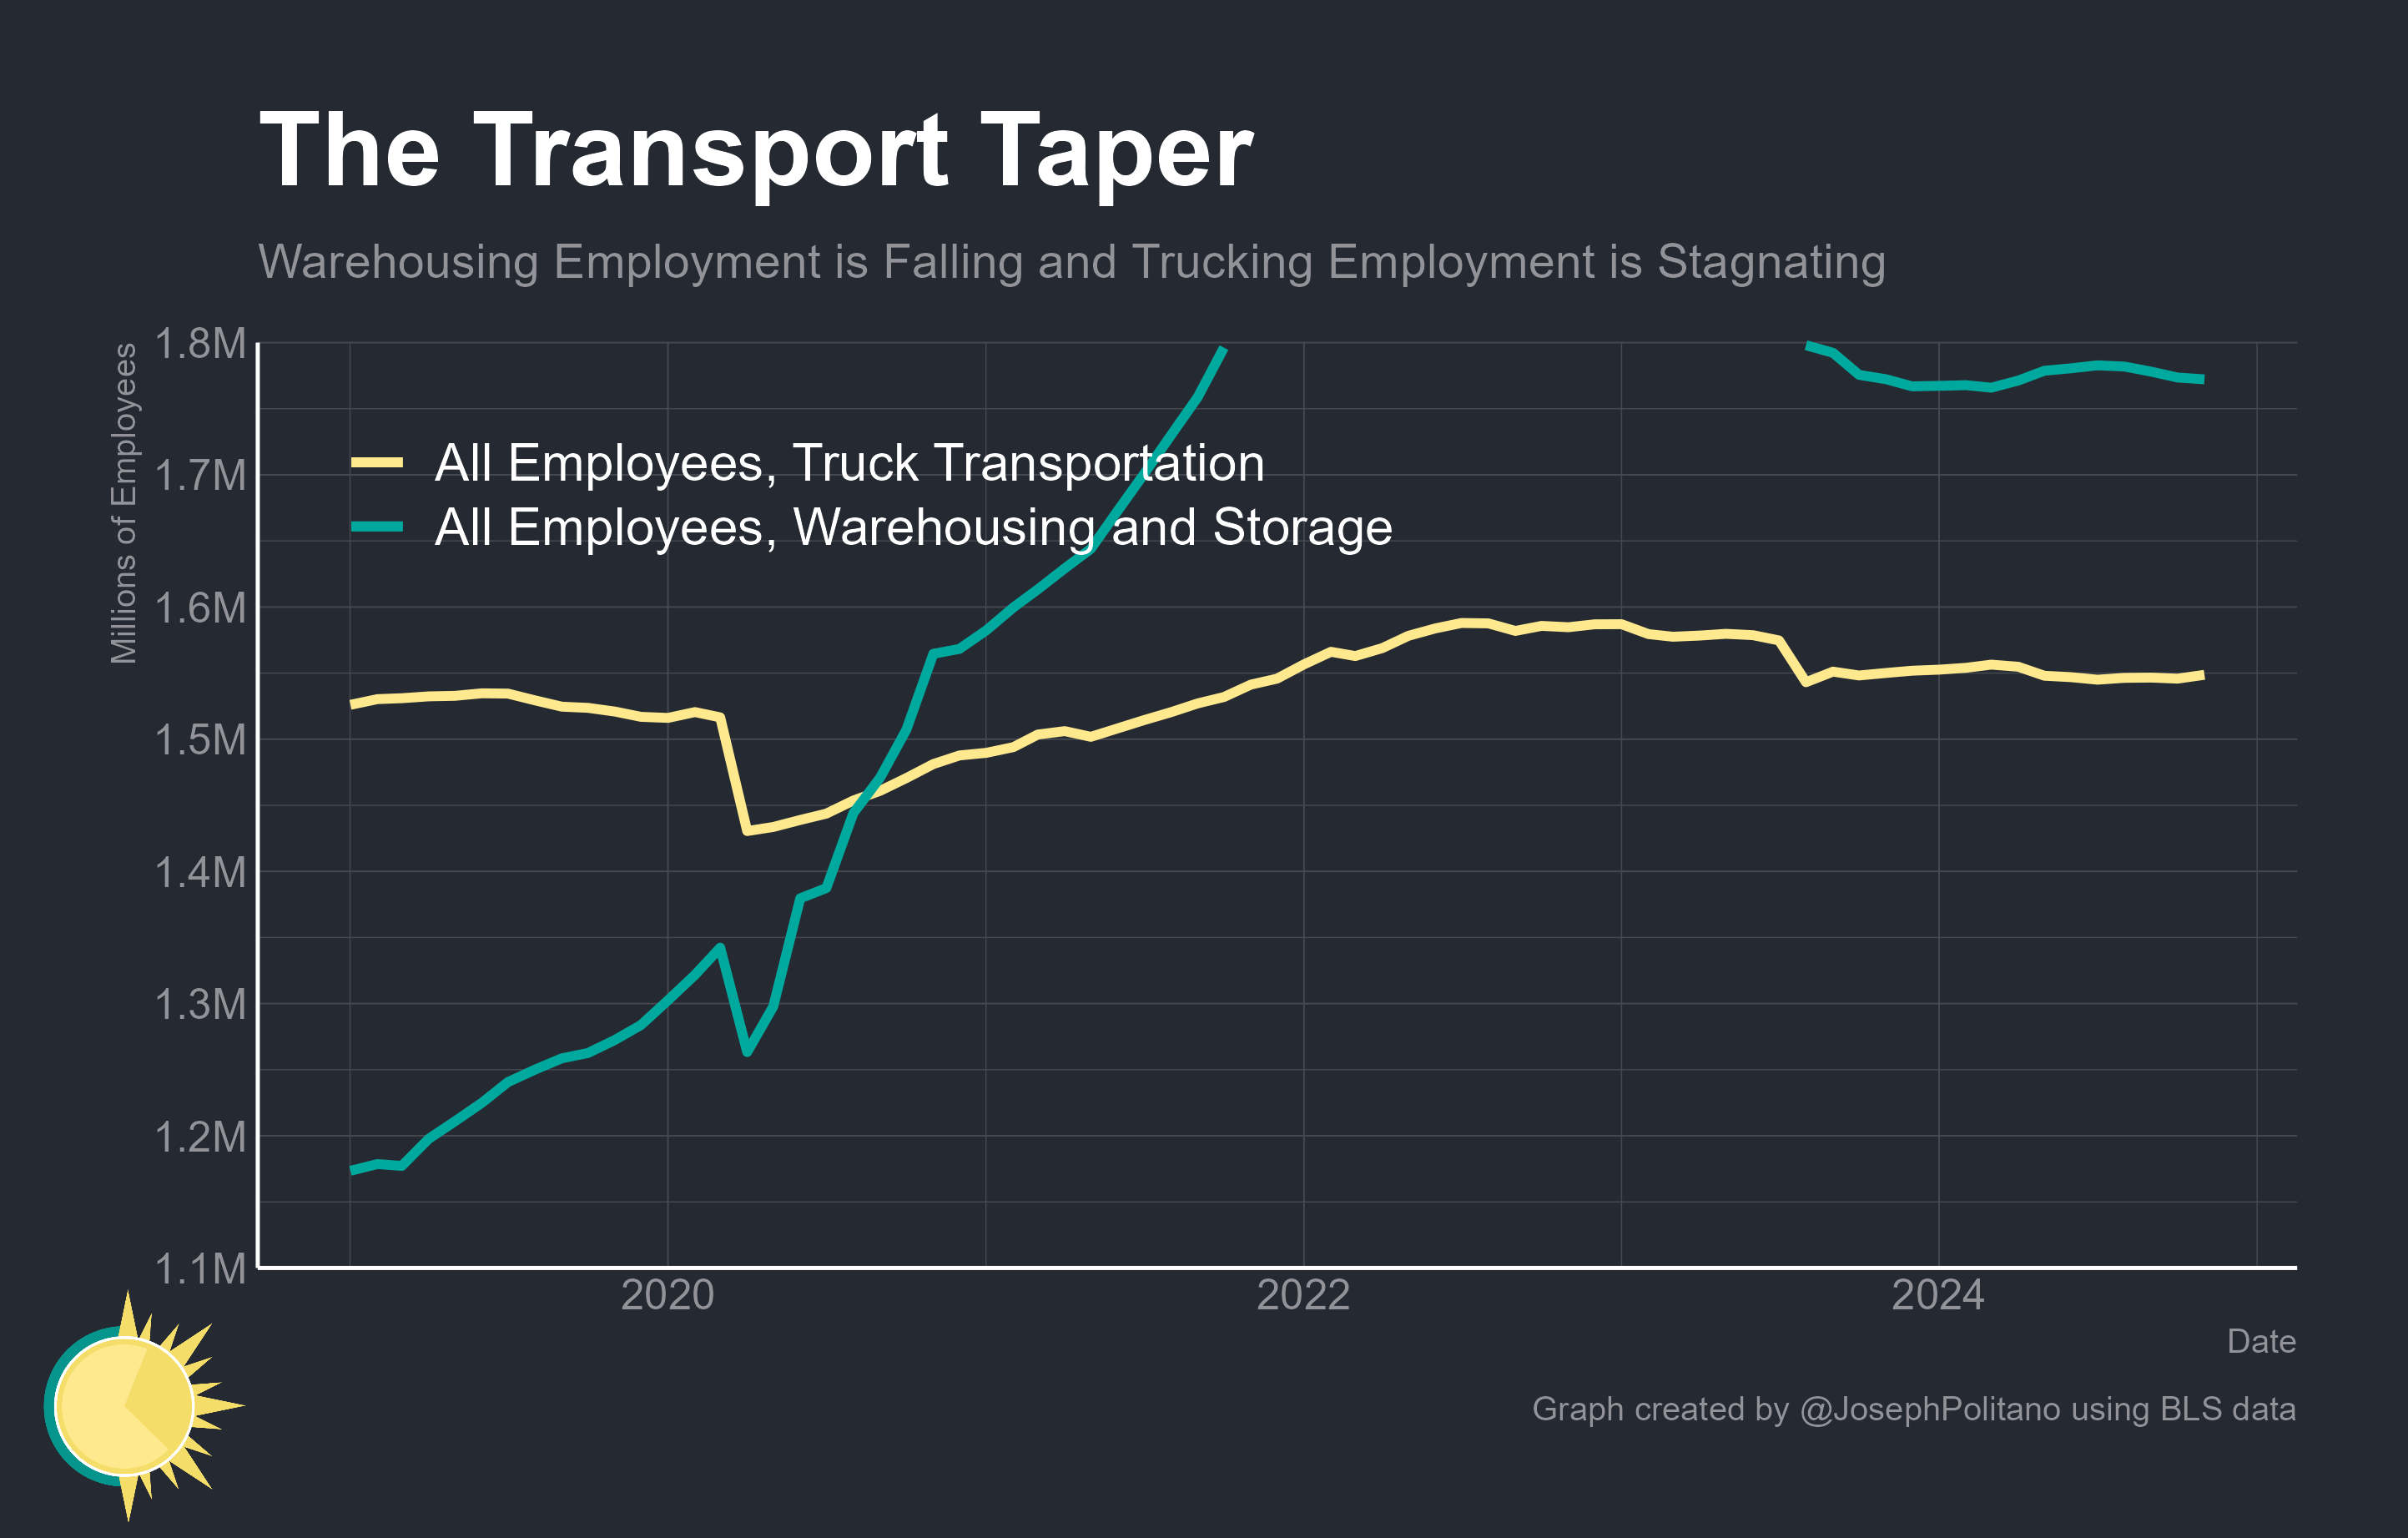 The Transport Taper
Warehousing Employment is Falling and Trucking Employment is Stagnating
Millions of Employees
1.8M
1.7M
1.6M
1.5M
1.4M
1.3M
1.2M
1.1M
All Employees, Truck Transportation
All Employees, Warehousing and Storage
2020
2022
2024
Date
Graph created by @JosephPolitano using BLS data